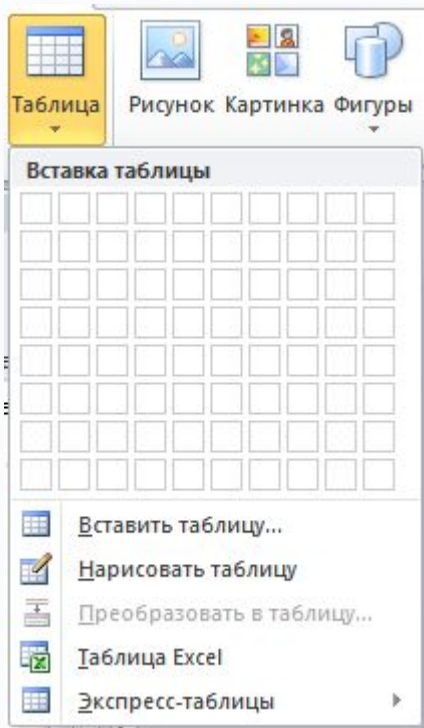 Таблица Рисунок Картинка Фигуры
Вставка таблицы
Вставить таблицу...
Нарисовать таблицу
Преобразовать в таблицу...
Таблица Excel
Экспресс-таблицы